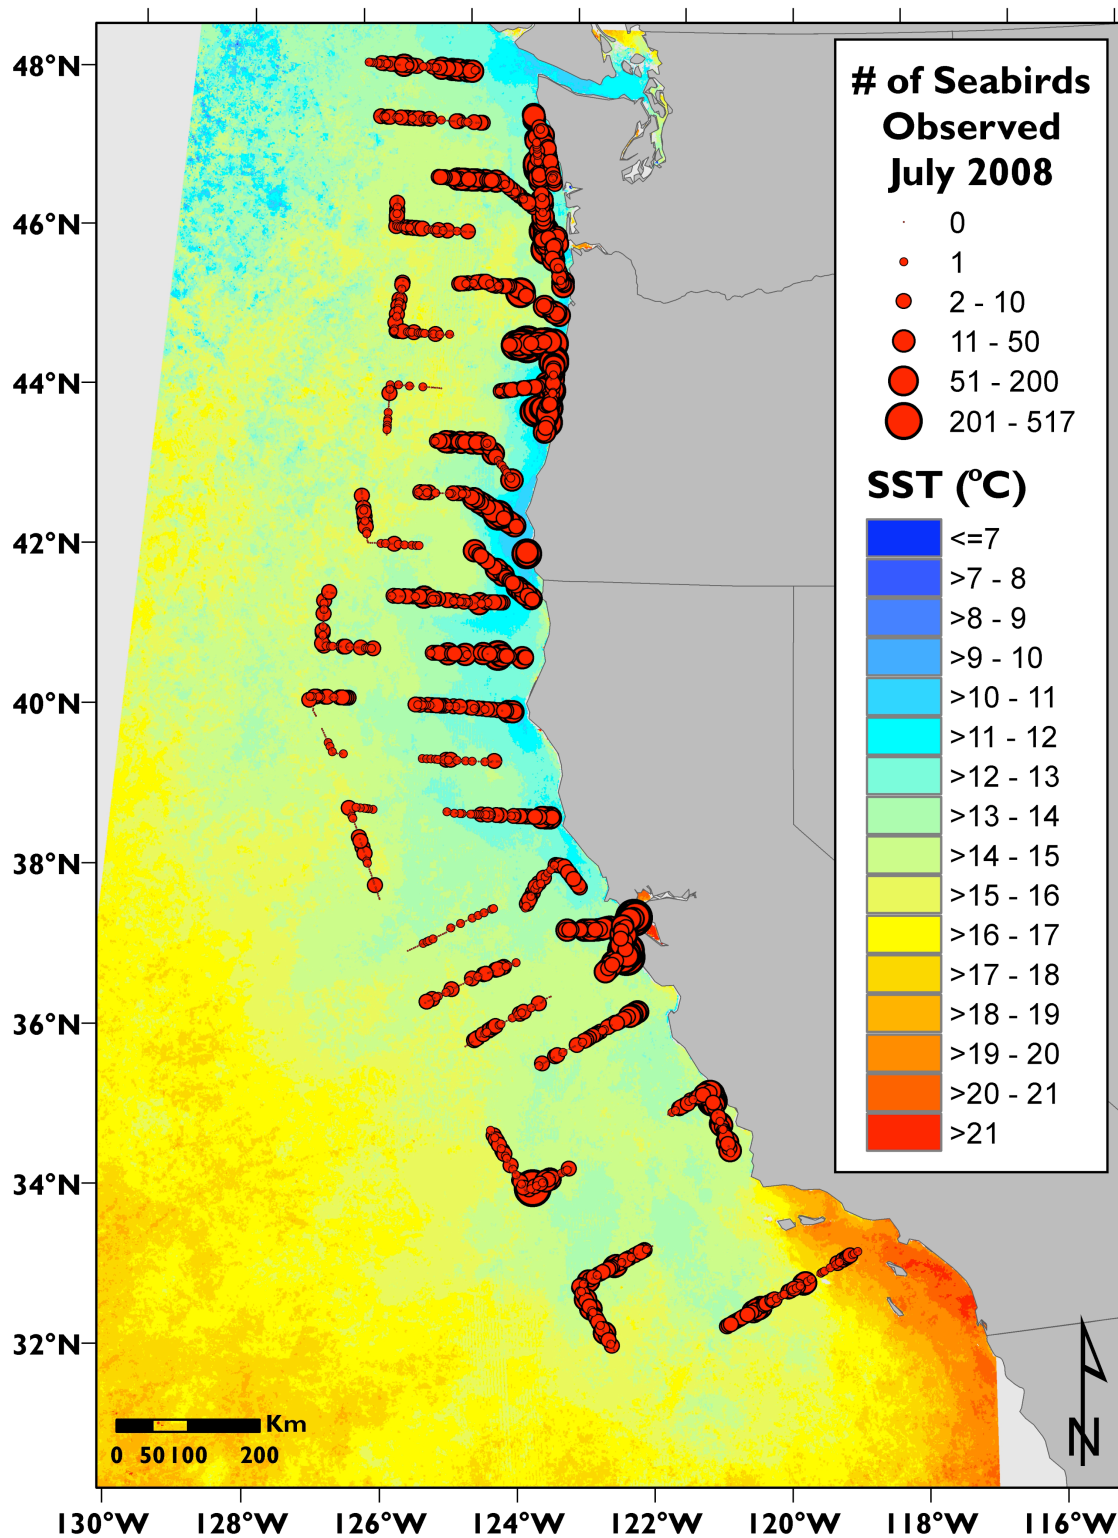 # of Seabirds
Observed
July 2008
0
1
2 - 10
11 - 50
51 - 200
201 - 517
SST (°C)
<=7
>7 - 8
>8 - 9
>9 - 10
>10 - 11
>11 - 12
>12 - 13
>13 - 14
>14 - 15
>15 - 16
>16 - 17
>17 - 18
>18 - 19
>19 - 20
>20 - 21
>21
48°N
46°N
44°N
42°N
40°N
38°N
36°N
34°N
32°N
Km
0 50 100 200
N
130°W 128°W 126°W 124°W 122°W 120°W 118°W 116°W